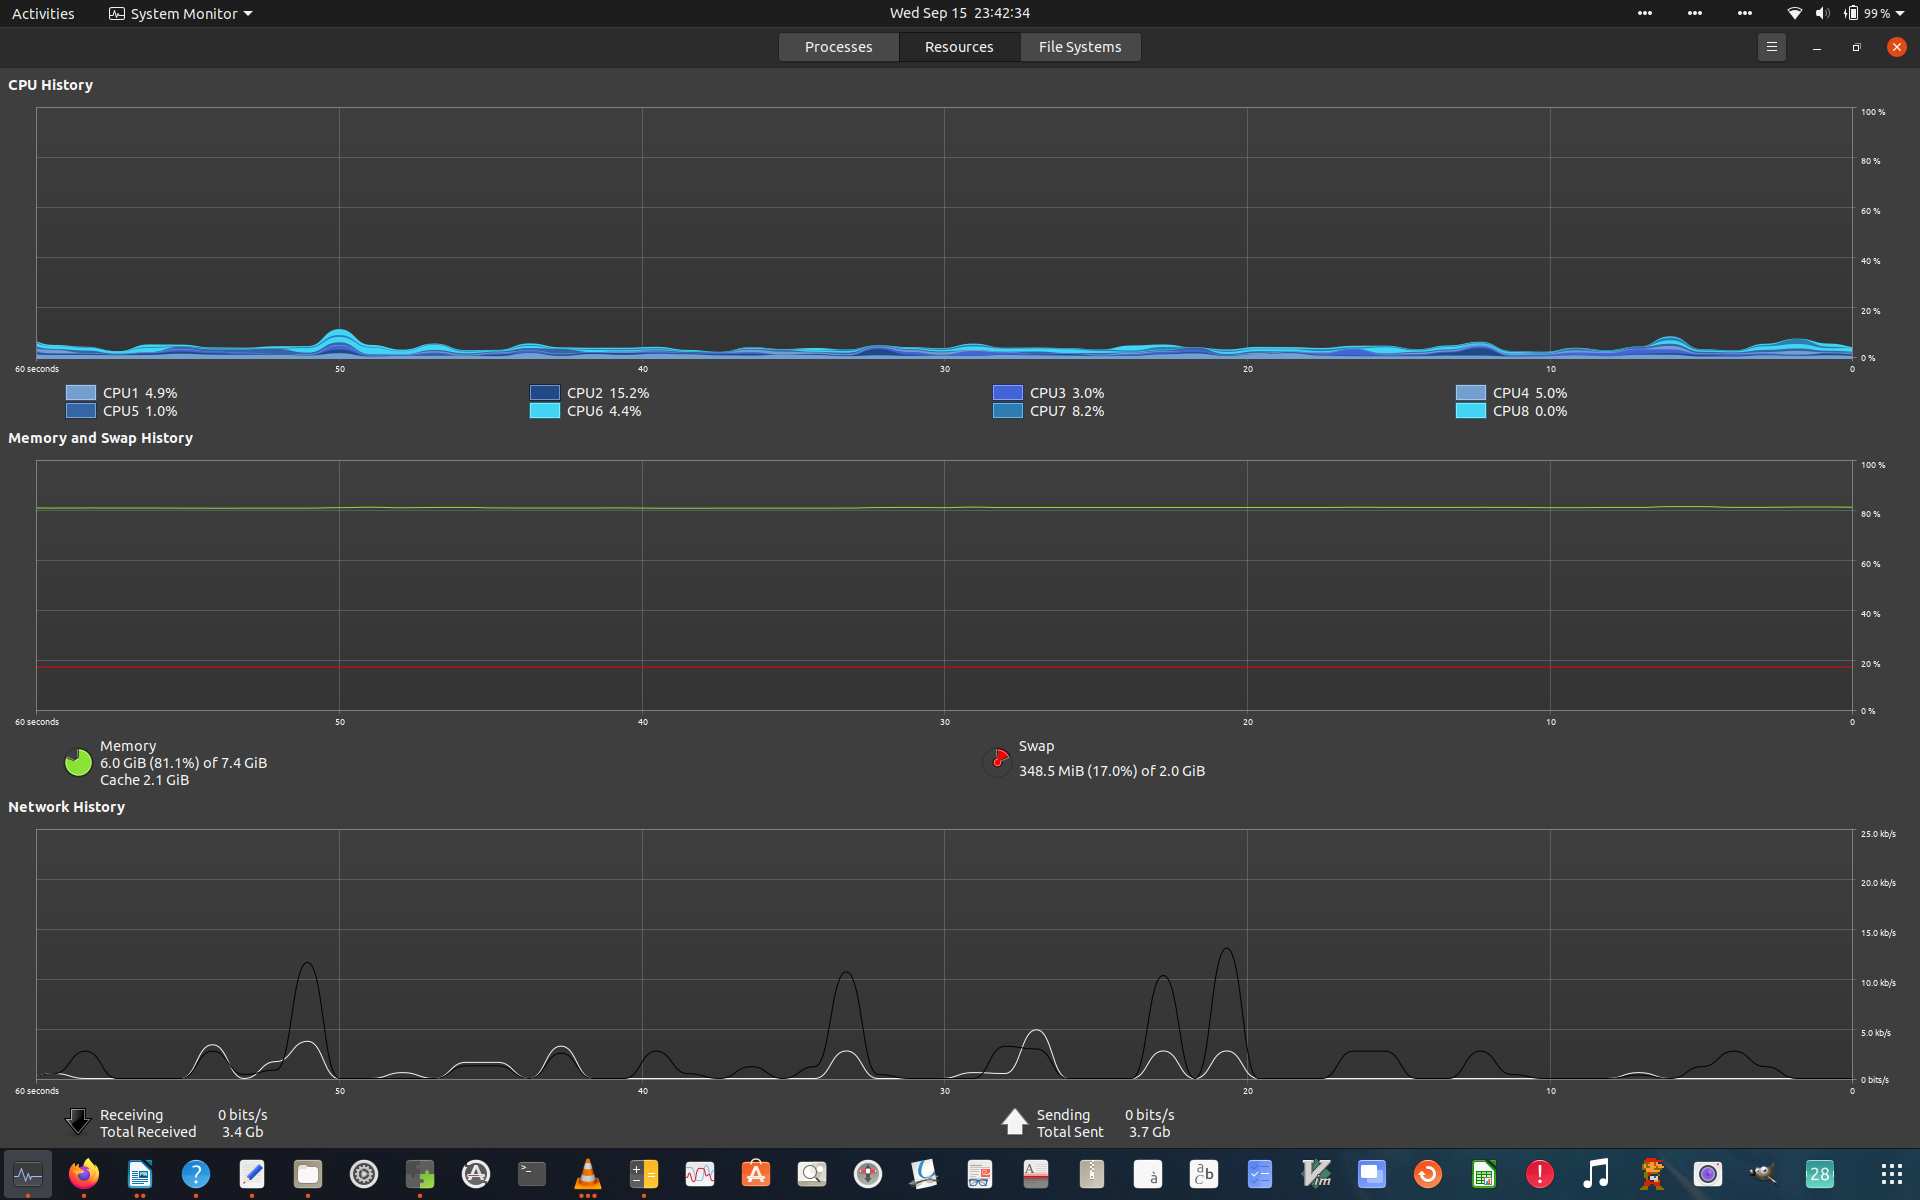 Activities System Monitor Wed Sep 15 23:42:34 99 %
Processes Resources File Systems
CPU History
100 %
80 %
60 %
40 %
20 %
0 %
60 seconds 50 40 30 20 10 0
CPU1 4.9% CPU2 15.2% CPU3 3.0% CPU4 5.0%
CPU5 1.0% CPU6 4.4% CPU7 8.2% CPU8 0.0%
Memory and Swap History
100 %
80 %
60 %
40 %
20 %
0 %
60 seconds 50 40 30 20 10 0
Memory
6.0 GiB (81.1%) of 7.4 GiB
Cache 2.1 GiB
Swap
348.5 MiB (17.0%) of 2.0 GiB
Network History
25.0 kb/s
20.0 kb/s
15.0 kb/s
10.0 kb/s
5.0 kb/s
0 bits/s
60 seconds 50 40 30 20 10 0
Receiving 0 bits/s
Total Received 3.4 Gb
Sending 0 bits/s
Total Sent 3.7 Gb
? >_ A à a b c Vim ! 28